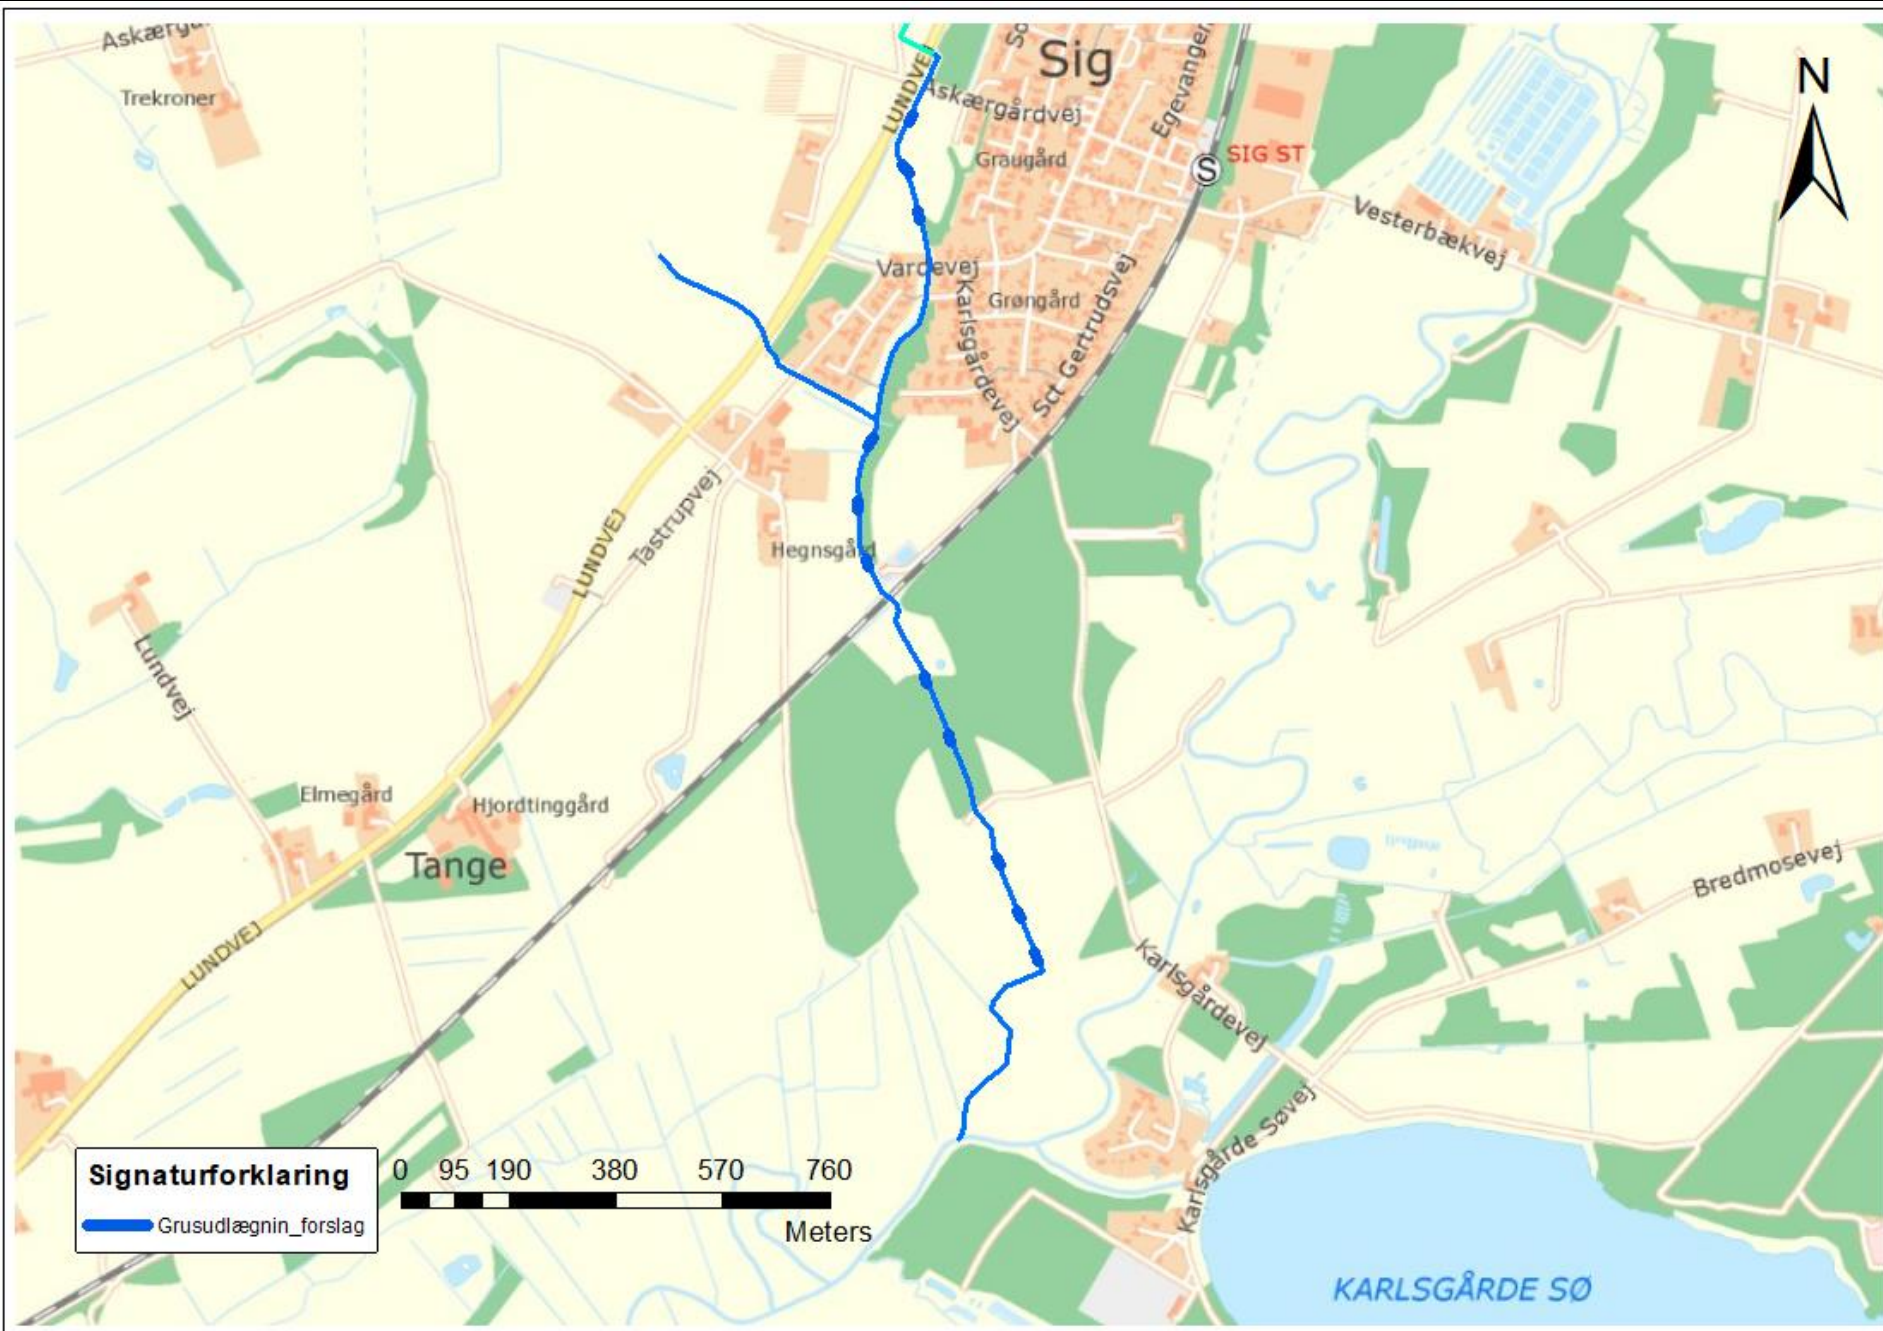 Askærgå
Trekroner
LUNDVEJ
So
Sig
Egevangen
N
Askærgårdvej
Graugård
S
SIG ST
Vesterbækvej
Vardevej
Karlsgårdevej
Grøngård
Sct Gertrudsvej
LUNDVEJ
Tastrupvej
Hegnsgård
Lundvej
Elmegård
Hjordtinggård
Tange
Bredmosevej
LUNDVEJ
Karlsgårdevej
Karlsgårde Søvej
KARLSGÅRDE SØ
Signaturforklaring
Grusudlægnin_forslag
0 95 190 380 570 760
Meters